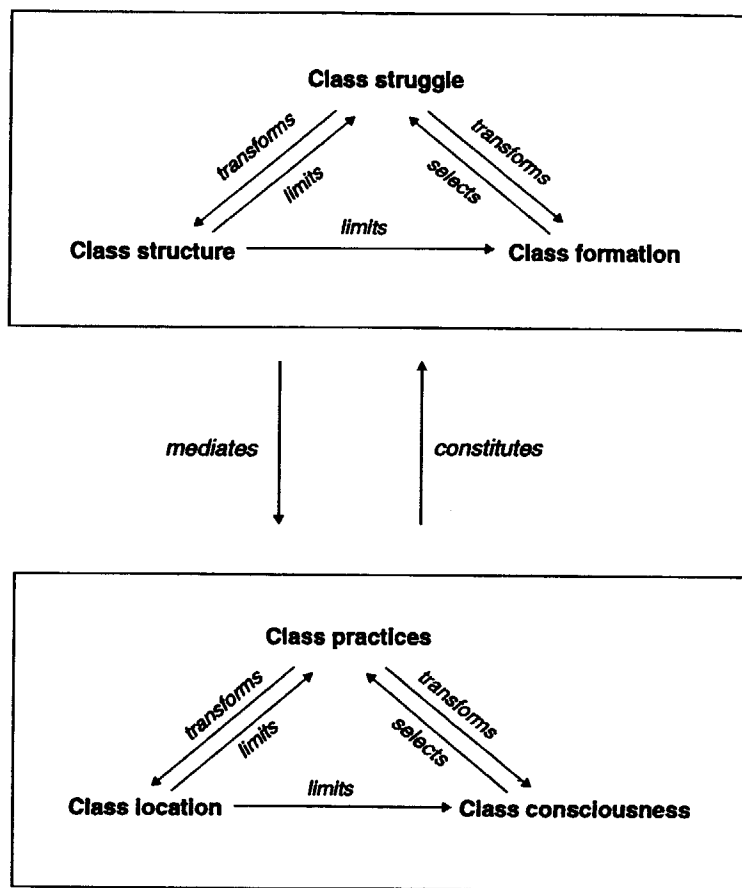 Class struggle
transforms
limits
transforms
selects
Class structure
limits
Class formation
mediates
constitutes
Class practices
transforms
limits
transforms
selects
Class location
limits
Class consciousness